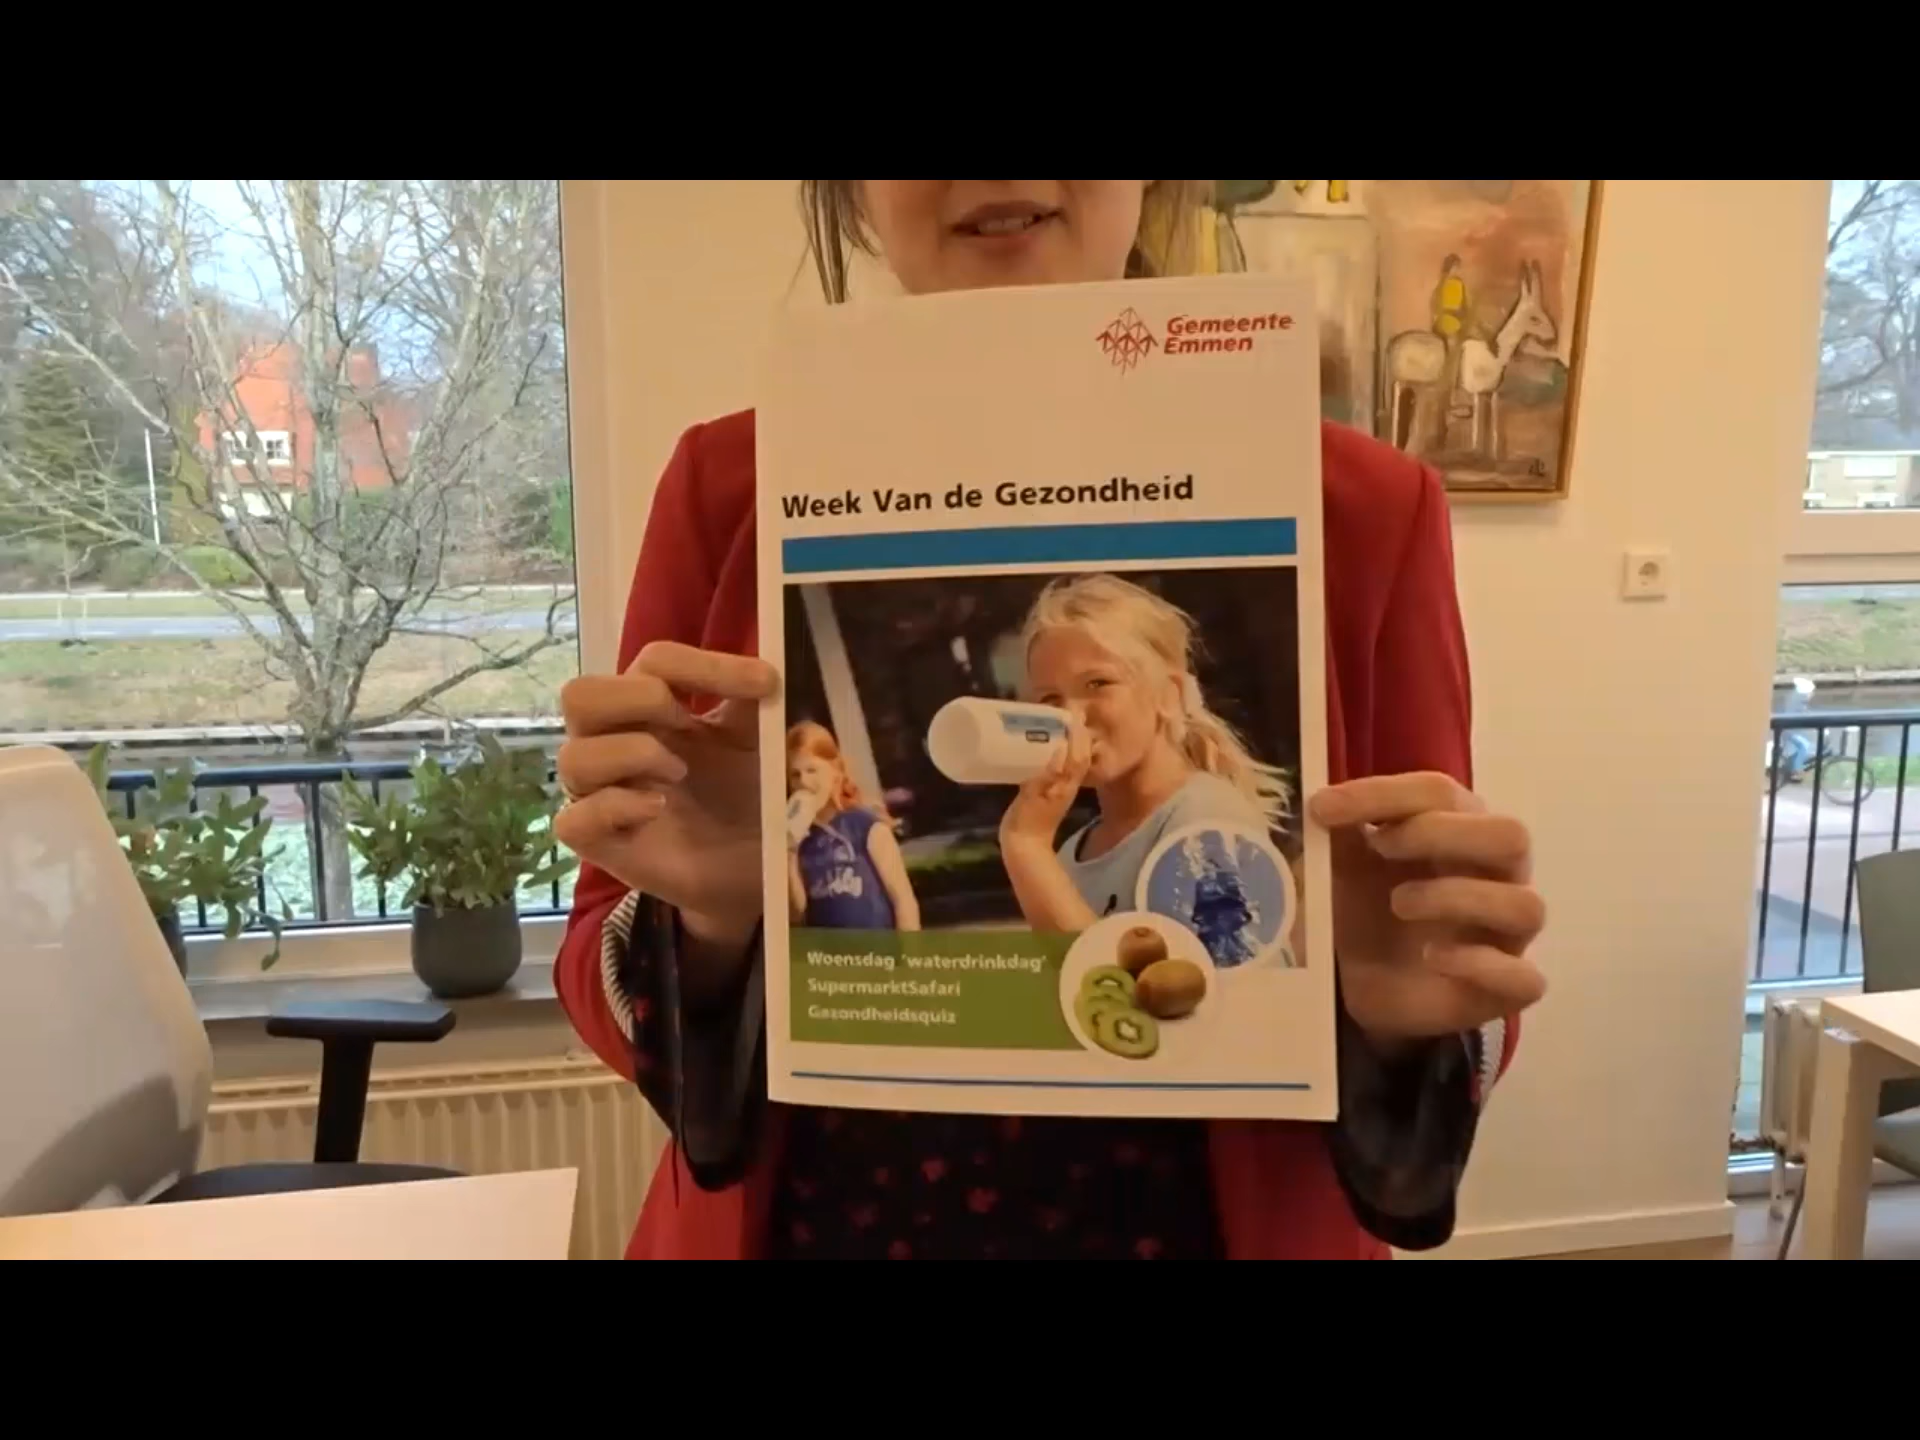 Gemeente
Emmen
Week Van de Gezondheid
Woensdag 'waterdrinkdag'
SupermarktSafari
Gezondheidsquiz